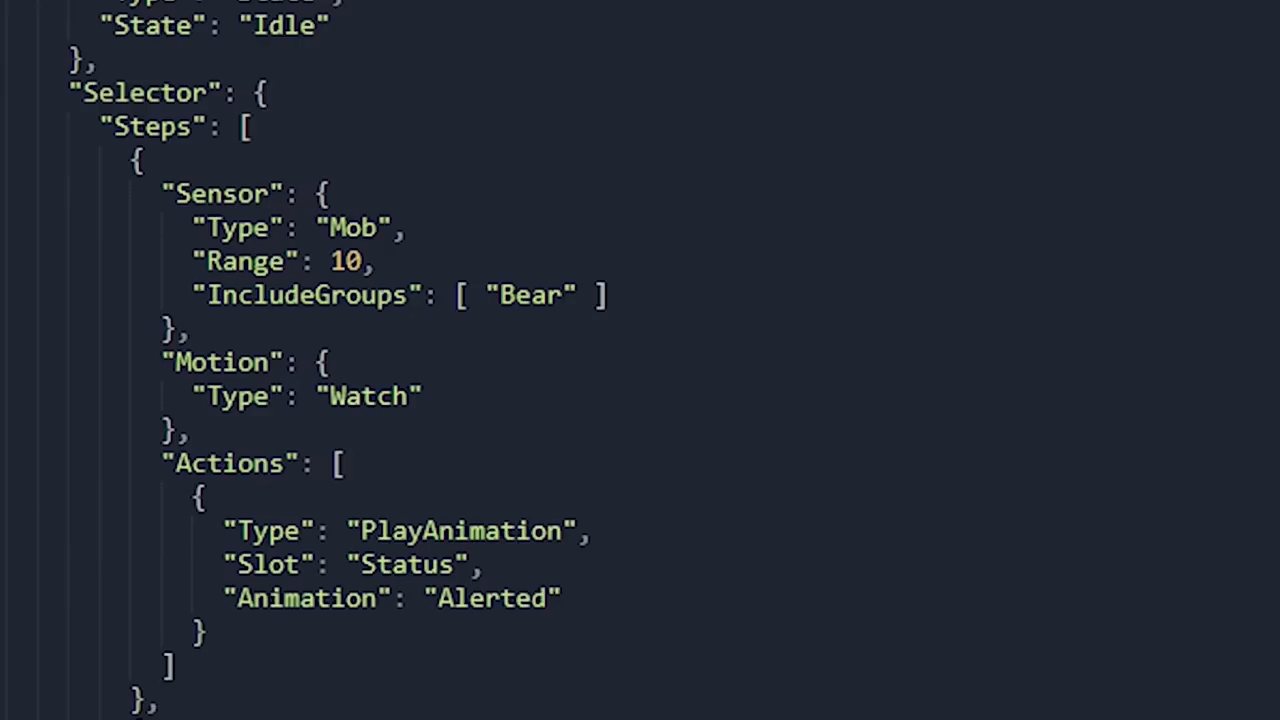 "State": "Idle"
},
"Selector": {
"Steps": [
{
"Sensor": {
"Type": "Mob",
"Range": 10,
"IncludeGroups": [ "Bear" ]
},
"Motion": {
"Type": "Watch"
},
"Actions": [
{
"Type": "PlayAnimation",
"Slot": "Status",
"Animation": "Alerted"
}
]
},